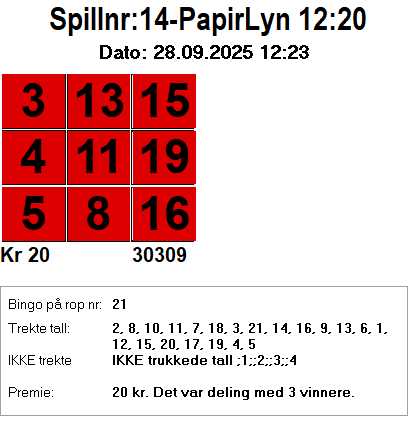 Spillnr:14-PapirLyn 12:20
Dato: 28.09.2025 12:23
3 13 15
4 11 19
5 8 16
Kr 20 30309
Bingo på rop nr: 21
Trekte tall: 2, 8, 10, 11, 7, 18, 3, 21, 14, 16, 9, 13, 6, 1,
12, 15, 20, 17, 19, 4, 5
IKKE trekte IKKE trukkede tall ;1;;2;;3;;4
Premie: 20 kr. Det var deling med 3 vinnere.